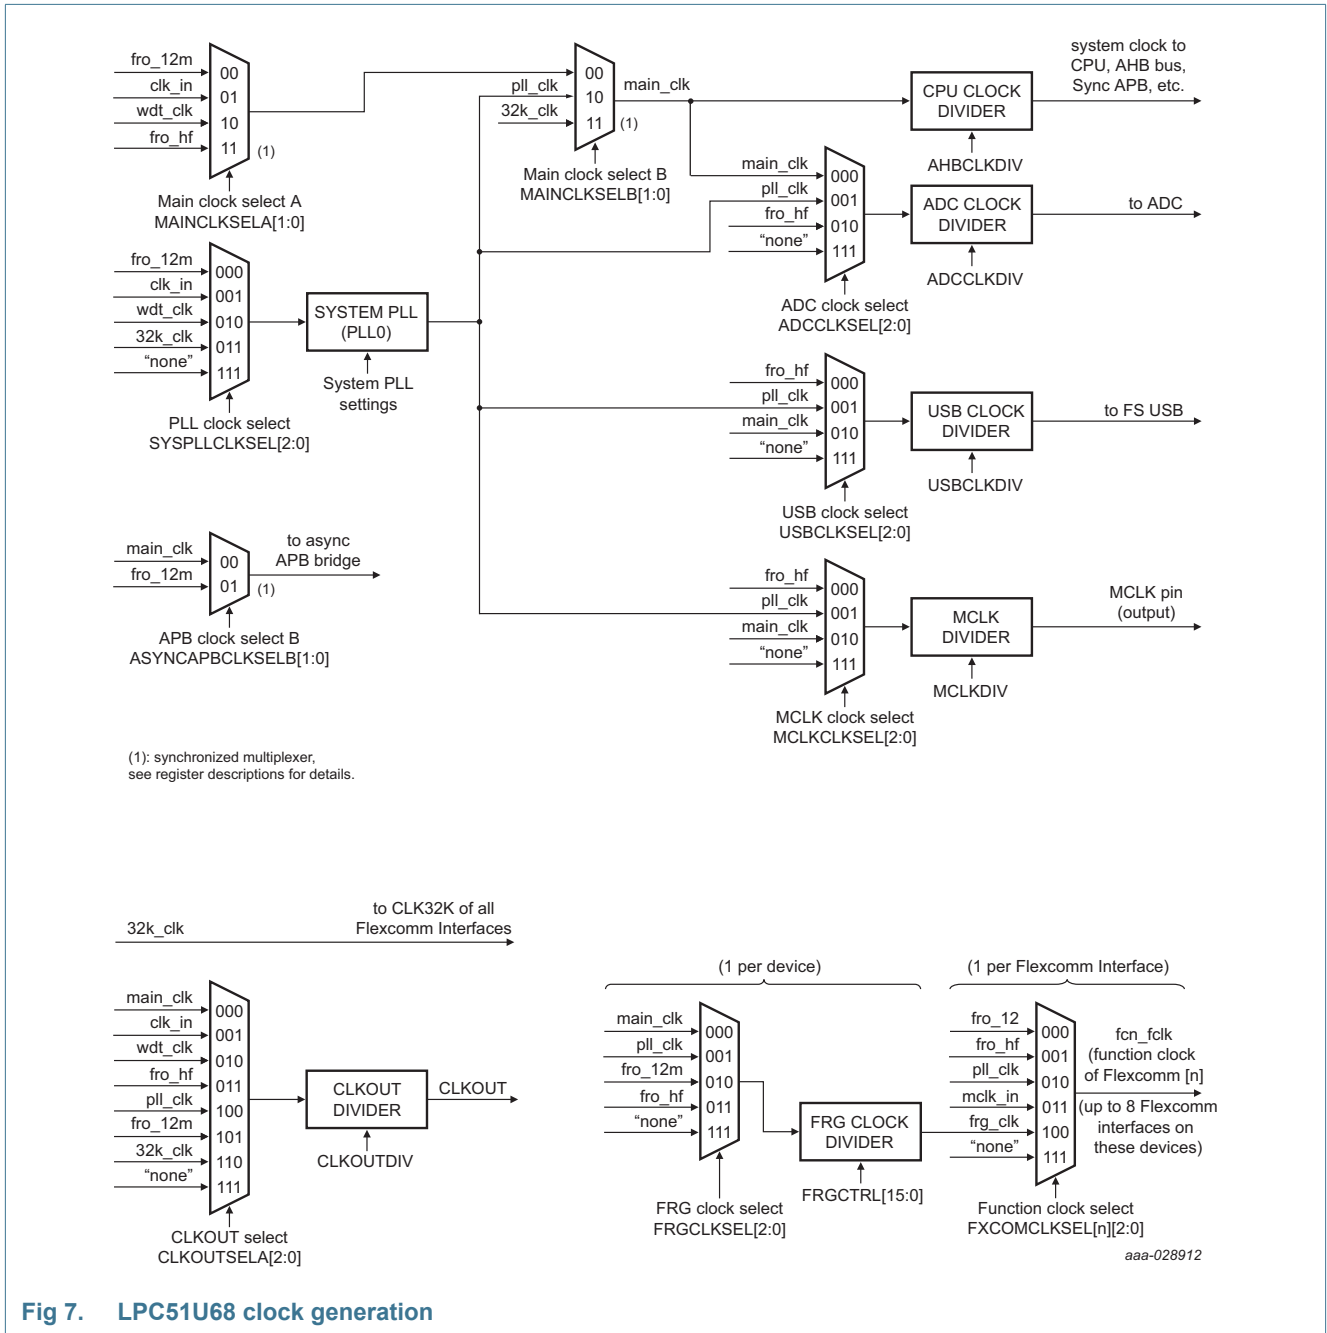 fro_12m
clk_in
wdt_clk
fro_hf
00
01
10
11
(1)
Main clock select A
MAINCLKSELA[1:0]
pll_clk
32k_clk
00
10
11
(1)
main_clk
Main clock select B
MAINCLKSELB[1:0]
CPU CLOCK
DIVIDER
AHBCLKDIV
system clock to
CPU, AHB bus,
Sync APB, etc.
main_clk
pll_clk
fro_hf
“none”
000
001
010
111
ADC clock select
ADCCLKSEL[2:0]
ADC CLOCK
DIVIDER
ADCCLKDIV
to ADC
fro_12m
clk_in
wdt_clk
32k_clk
“none”
000
001
010
011
111
PLL clock select
SYSPLLCLKSEL[2:0]
SYSTEM PLL
(PLL0)
System PLL
settings
fro_hf
pll_clk
main_clk
“none”
000
001
010
111
USB clock select
USBCLKSEL[2:0]
USB CLOCK
DIVIDER
USBCLKDIV
to FS USB
main_clk
fro_12m
00
01
(1)
to async
APB bridge
APB clock select B
ASYNCAPBCLKSELB[1:0]
fro_hf
pll_clk
main_clk
“none”
000
001
010
111
MCLK clock select
MCLKCLKSEL[2:0]
MCLK
DIVIDER
MCLKDIV
MCLK pin
(output)
(1): synchronized multiplexer,
see register descriptions for details.
32k_clk
to CLK32K of all
Flexcomm Interfaces
main_clk
clk_in
wdt_clk
fro_hf
pll_clk
fro_12m
32k_clk
“none”
000
001
010
011
100
101
110
111
CLKOUT select
CLKOUTSELA[2:0]
CLKOUT
DIVIDER
CLKOUTDIV
CLKOUT
(1 per device)
main_clk
pll_clk
fro_12m
fro_hf
“none”
000
001
010
011
111
FRG clock select
FRGCLKSEL[2:0]
FRG CLOCK
DIVIDER
FRGCTRL[15:0]
(1 per Flexcomm Interface)
fro_12
fro_hf
pll_clk
mclk_in
frg_clk
“none”
000
001
010
011
100
111
Function clock select
FXCOMCLKSEL[n][2:0]
fcn_fclk
(function clock
of Flexcomm [n]
(up to 8 Flexcomm
interfaces on
these devices)
aaa-028912
Fig 7. LPC51U68 clock generation